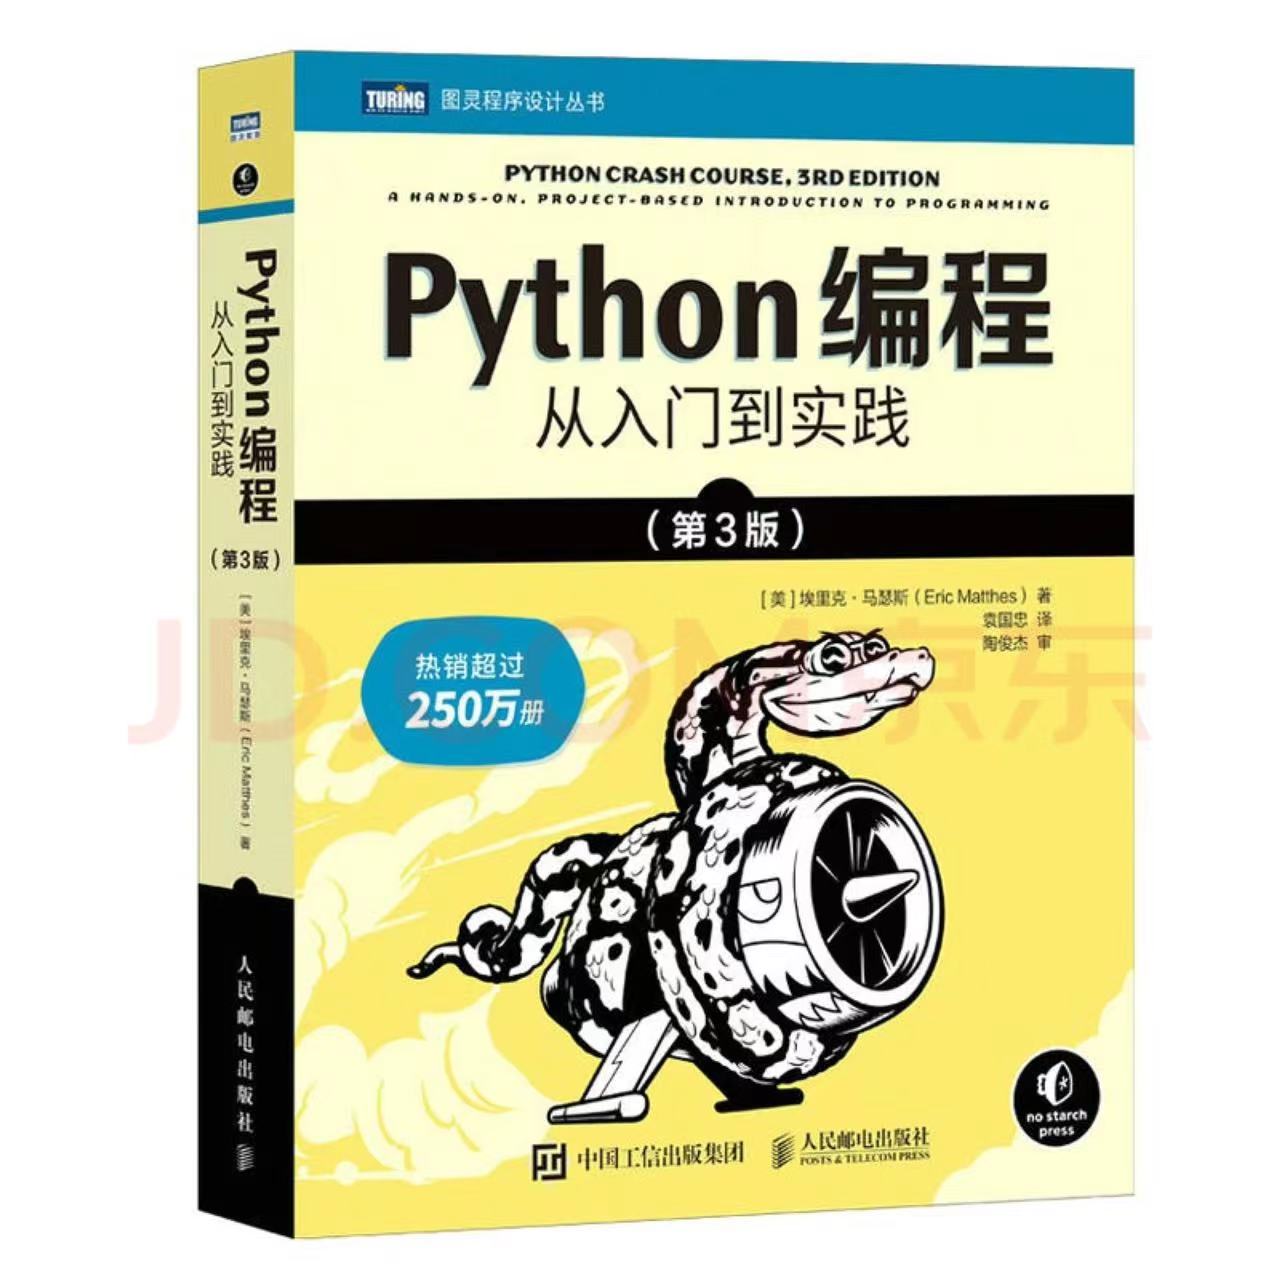 TURING 图灵程序设计丛书
PYTHON CRASH COURSE, 3RD EDITION
A HANDS-ON, PROJECT-BASED INTRODUCTION TO PROGRAMMING
Python 编程
从入门到实践
（第3版）
[美] 埃里克·马瑟斯（Eric Matthes）著
袁国忠 译
陶俊杰 审
热销超过
250万册
JD.COM京东
no starch
press
中国工信出版集团
人民邮电出版社
POSTS & TELECOM PRESS
TURING
图灵教育
Python编程
从入门到实践
（第3版）
[美]埃里克·马瑟斯（Eric Matthes）著
人民邮电出版社